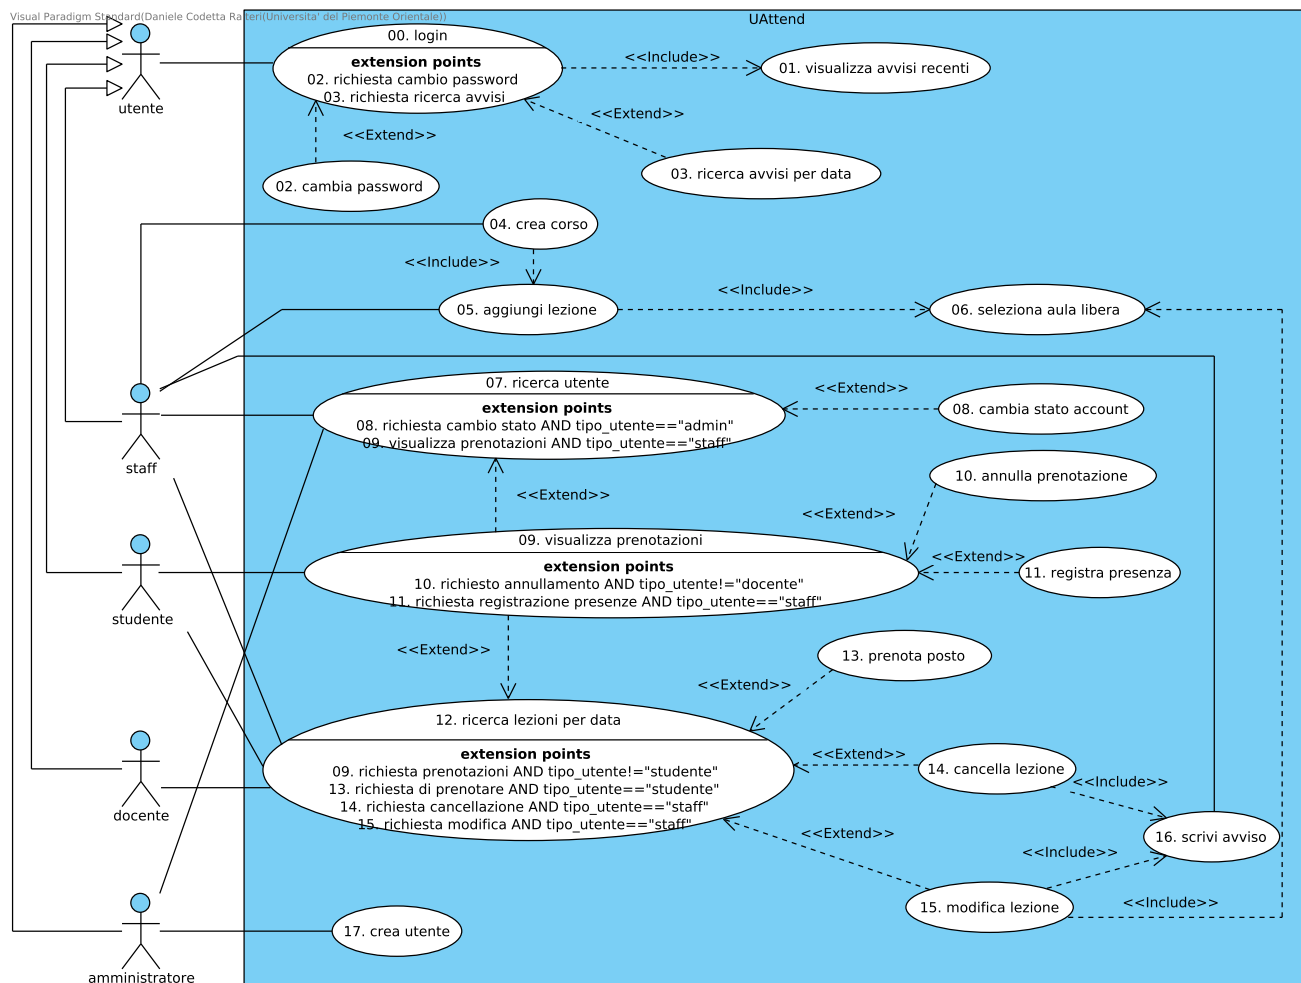 Visual Paradigm Standard(Daniele Codetta Raiteri(Universita' del Piemonte Orientale))
UAttend
00. login
extension points
02. richiesta cambio password
03. richiesta ricerca avvisi
<<Include>>
01. visualizza avvisi recenti
utente
<<Extend>>
<<Extend>>
02. cambia password
03. ricerca avvisi per data
04. crea corso
<<Include>>
05. aggiungi lezione
<<Include>>
06. seleziona aula libera
staff
07. ricerca utente
extension points
08. richiesta cambio stato AND tipo_utente=="admin"
09. visualizza prenotazioni AND tipo_utente=="staff"
<<Extend>>
08. cambia stato account
<<Extend>>
10. annulla prenotazione
<<Extend>>
09. visualizza prenotazioni
extension points
10. richiesto annullamento AND tipo_utente!="docente"
11. richiesta registrazione presenze AND tipo_utente=="staff"
<<Extend>>
11. registra presenza
studente
<<Extend>>
13. prenota posto
<<Extend>>
12. ricerca lezioni per data
extension points
09. richiesta prenotazioni AND tipo_utente!="studente"
13. richiesta di prenotare AND tipo_utente=="studente"
14. richiesta cancellazione AND tipo_utente=="staff"
15. richiesta modifica AND tipo_utente=="staff"
<<Extend>>
14. cancella lezione
<<Include>>
docente
<<Extend>>
16. scrivi avviso
<<Include>>
15. modifica lezione
<<Include>>
17. crea utente
amministratore